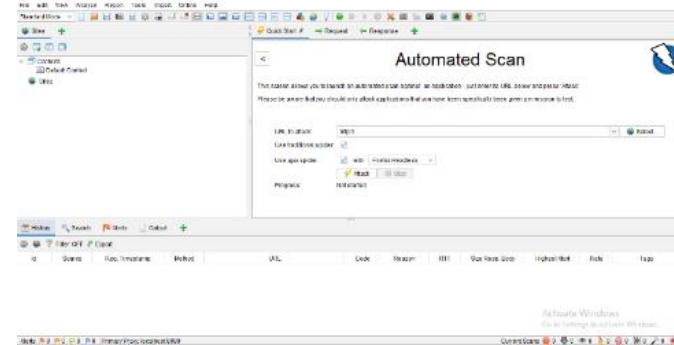 File Edit View Analyse Report Tools Import Online Help
Standard Mode
Sites
Quick Start
Request
Response
Contexts
Default Context
Sites
<
Automated Scan
This screen allows you to launch an automated scan against an application - just enter its URL below and press 'Attack'.
Please be aware that you should only attack applications that you have been specifically been given permission to test.
URL to attack:
http://
Select
Use traditional spider:
Use ajax spider:
with
Firefox Headless
Attack
Stop
Progress:
Not started
History
Search
Alerts
Output
Filter: OFF
Export
Id
Source
Req. Timestamp
Method
URL
Code
Reason
RTT
Size Resp. Body
Highest Alert
Note
Tags
Activate Windows
Go to Settings to activate Windows.
Alerts
Primary Proxy: localhost:8080
Current Scans